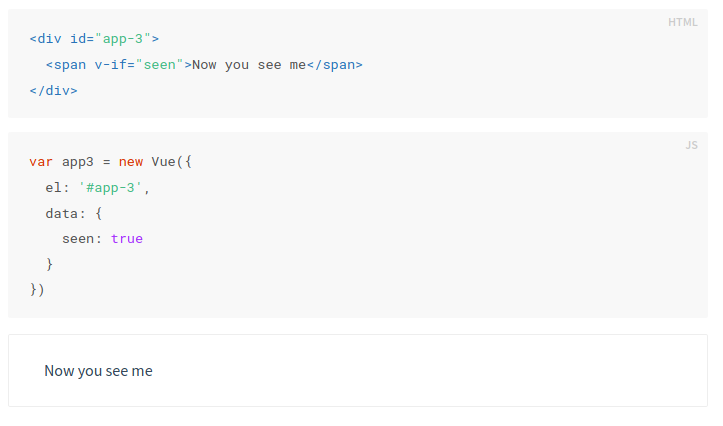 HTML
<div id="app-3">
  <span v-if="seen">Now you see me</span>
</div>
JS
var app3 = new Vue({
  el: '#app-3',
  data: {
    seen: true
  }
})
Now you see me